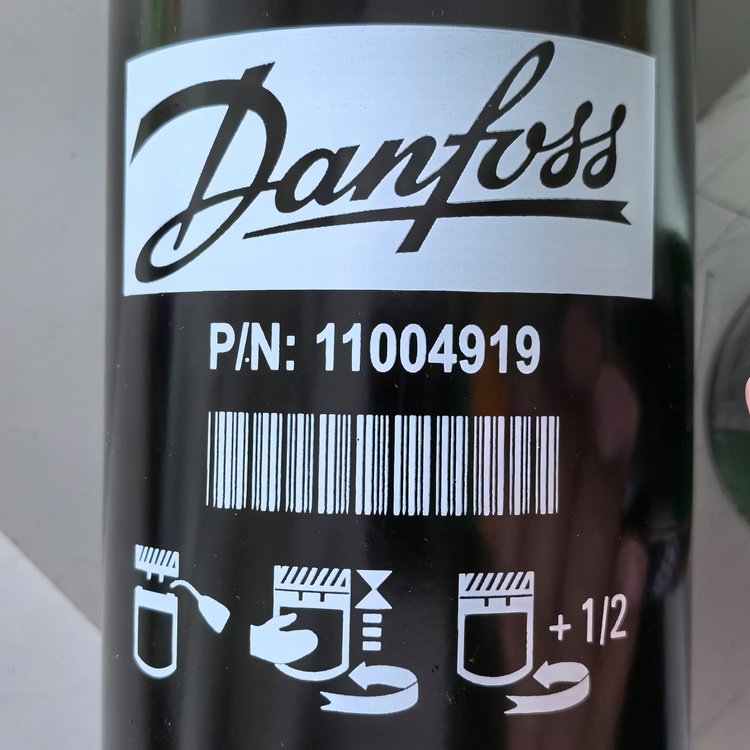 Danfoss
P/N: 11004919
+ 1/2